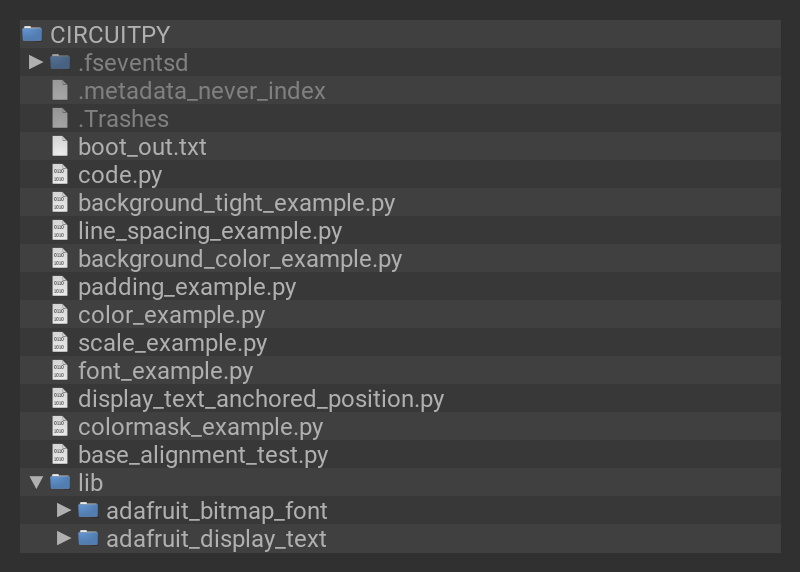 CIRCUITPY
.fseventsd
.metadata_never_index
.Trashes
boot_out.txt
code.py
background_tight_example.py
line_spacing_example.py
background_color_example.py
padding_example.py
color_example.py
scale_example.py
font_example.py
display_text_anchored_position.py
colormask_example.py
base_alignment_test.py
lib
adafruit_bitmap_font
adafruit_display_text